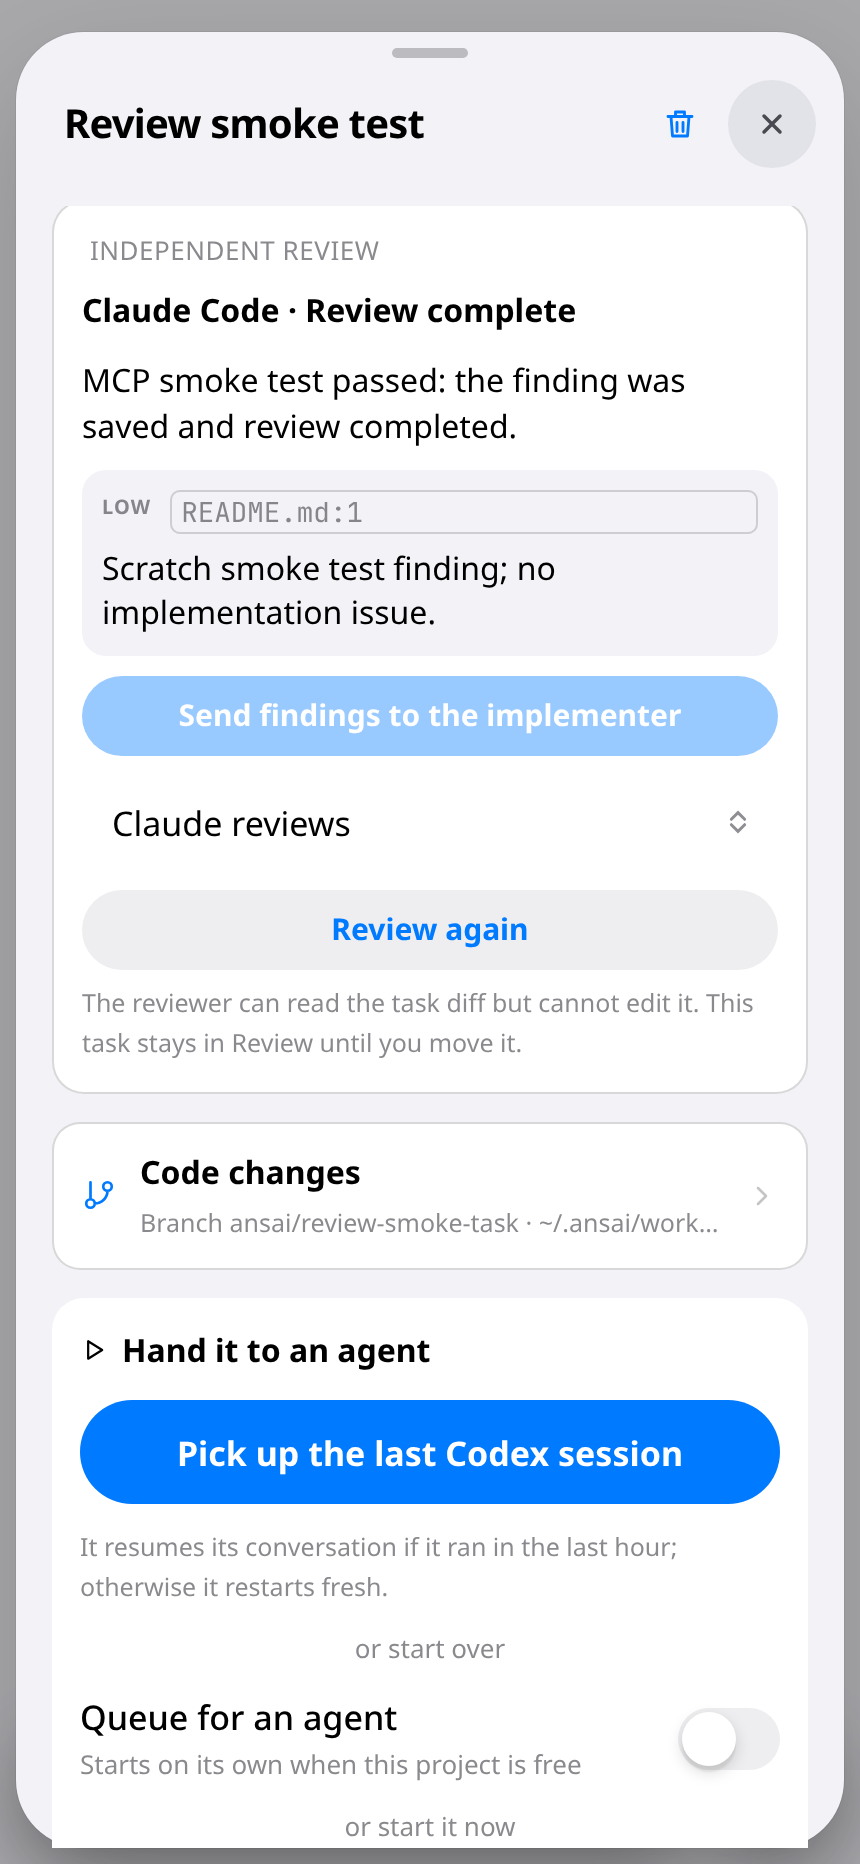 Review smoke test
INDEPENDENT REVIEW
Claude Code · Review complete
MCP smoke test passed: the finding was
saved and review completed.
LOW README.md:1
Scratch smoke test finding; no
implementation issue.
Send findings to the implementer
Claude reviews
Review again
The reviewer can read the task diff but cannot edit it. This
task stays in Review until you move it.
Code changes
Branch ansai/review-smoke-task · ~/.ansai/work...
Hand it to an agent
Pick up the last Codex session
It resumes its conversation if it ran in the last hour;
otherwise it restarts fresh.
or start over
Queue for an agent
Starts on its own when this project is free
or start it now